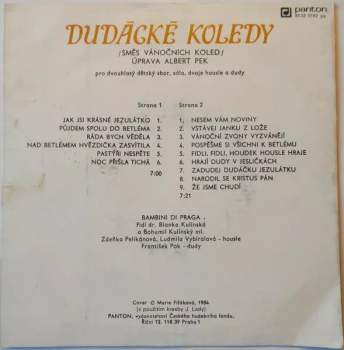 panton
DUDÁCKÉ KOLEDY
/SMĚS VÁNOČNÍCH KOLED/
ÚPRAVA ALBERT PEK
pro dvouhlasý dětský sbor, sóla, dvoje housle a dudy
Strana 1
JAK JSI KRÁSNÉ JEZULÁTKO
PŮJDEM SPOLU DO BETLÉMA
RÁDA BYCH VĚDĚLA
NAD BETLÉMEM HVĚZDIČKA ZASVÍTILA
PASTÝŘI NESPĚTE
NOC PŘIŠLA TICHÁ
7:00
Strana 2
1. NESEM VÁM NOVINY
2. VSTÁVEJ JANKU Z LOŽE
3. VÁNOČNÍ ZVONY VYZVÁNĚJÍ
4. POSPĚŠME SI VŠICHNI K BETLÉMU
5. FIDLI, FIDLI, HOUDEK HOUSLE HRAJE
6. HRAJÍ DUDY V JESLIČKÁCH
7. ZADUDEJ DUDÁČKU JEZULÁTKU
8. NARODIL SE KRISTUS PÁN
9. ŽE JSME CHUDÍ
7:21
BAMBINI DI PRAGA
Řídí dr. Blanka Kulínská
a Bohumil Kulínský ml.
Zdeňka Pelikánová, Ludmila Vybíralová - housle
František Pok - dudy
Cover © Marie Fišťková, 1984
(s použitím kresby J. Lady)
PANTON, vydavatelství Českého hudebního fondu,
Říční 12, 118 39 Praha 1